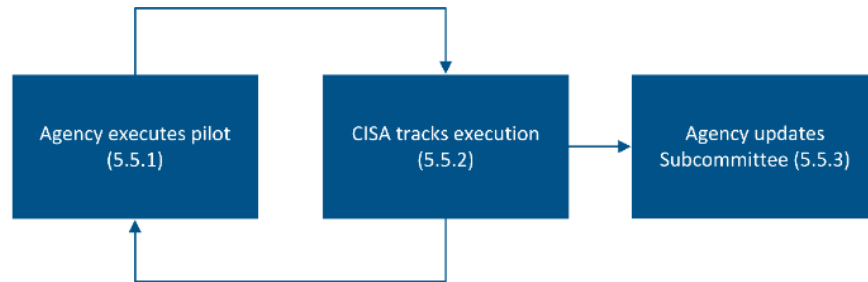 Agency executes pilot
(5.5.1)
CISA tracks execution
(5.5.2)
Agency updates
Subcommittee (5.5.3)